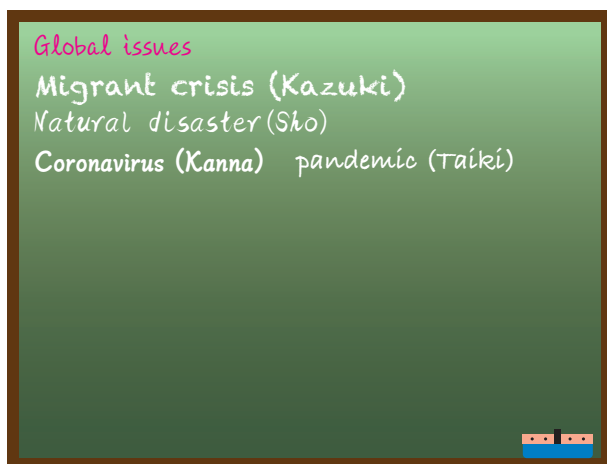 Global issues
Migrant crisis (Kazuki)
Natural disaster(Sho)
Coronavirus (Kanna) pandemic (Taiki)